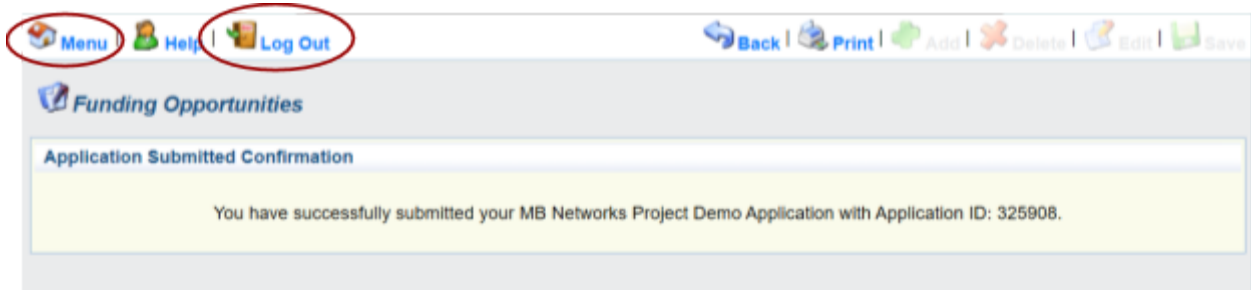 Menu | Help | Log Out Back | Print | Add | Delete | Edit | Save
Funding Opportunities
Application Submitted Confirmation
You have successfully submitted your MB Networks Project Demo Application with Application ID: 325908.